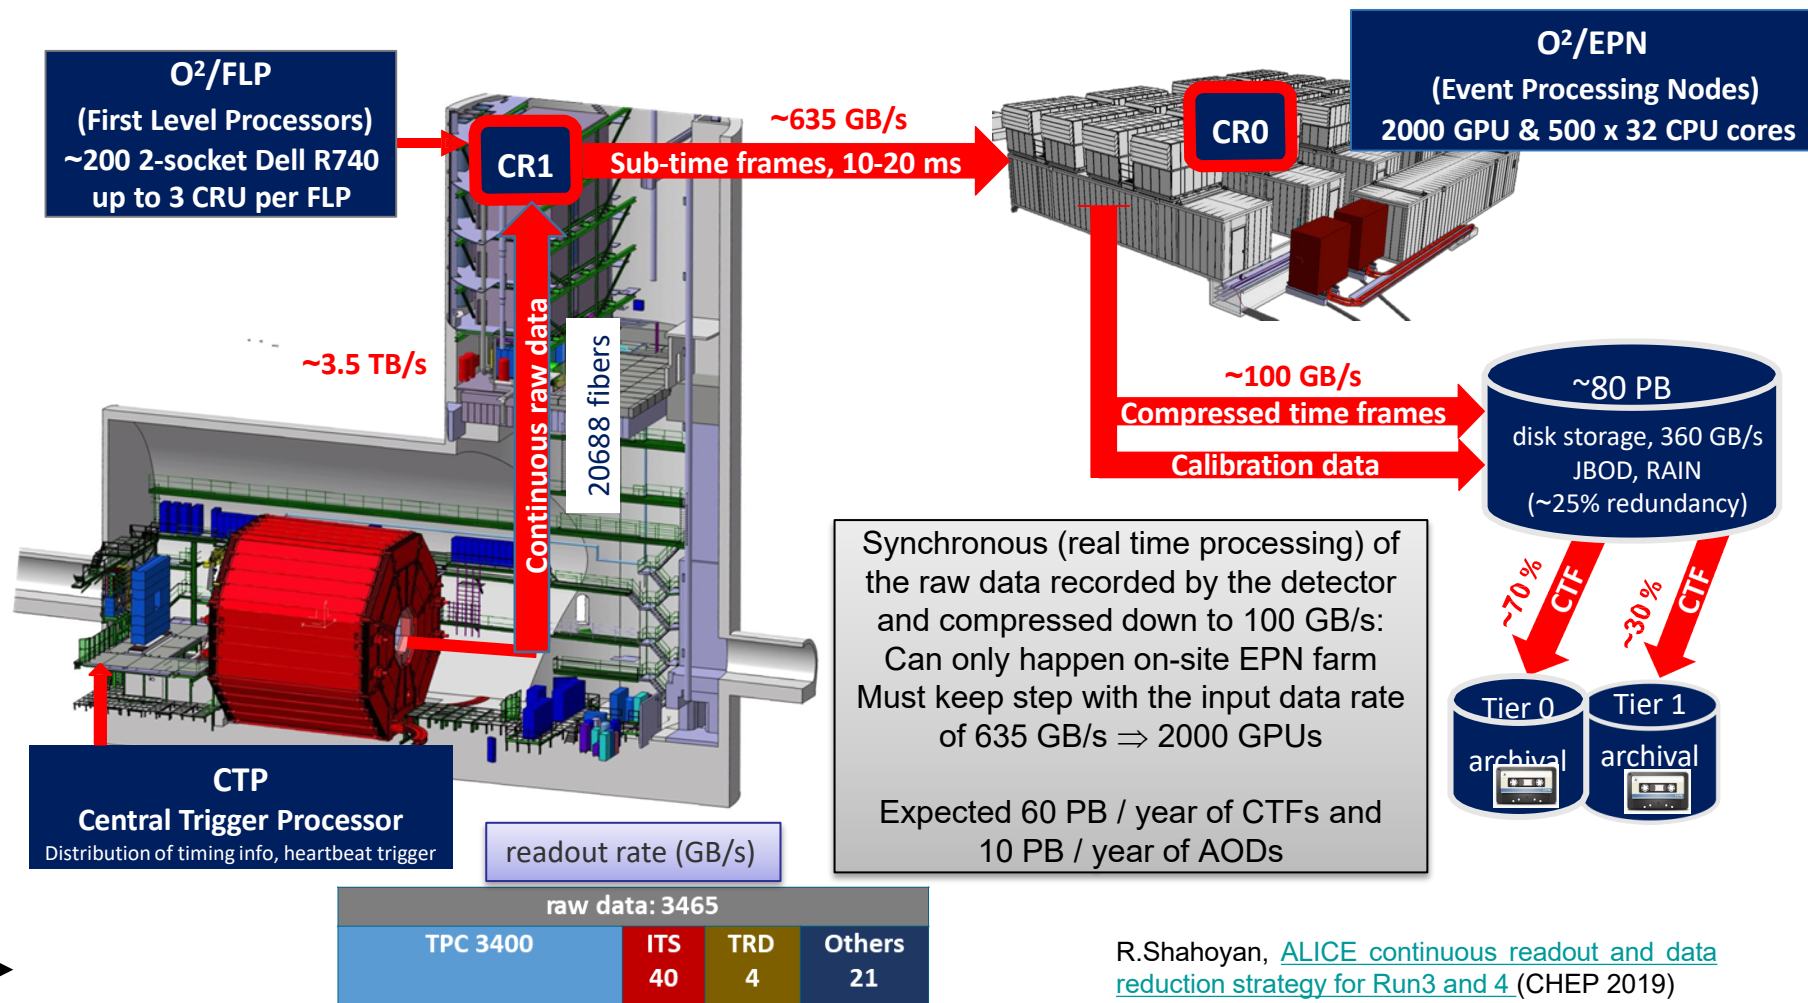 O²/FLP
(First Level Processors)
~200 2-socket Dell R740
up to 3 CRU per FLP
CR1
~635 GB/s
Sub-time frames, 10-20 ms
CR0
O²/EPN
(Event Processing Nodes)
2000 GPU & 500 x 32 CPU cores
~3.5 TB/s
Continuous raw data
20688 fibers
~100 GB/s
Compressed time frames
Calibration data
~80 PB
disk storage, 360 GB/s
JBOD, RAIN
(~25% redundancy)
~70 %
CTF
~30 %
CTF
Tier 0
archival
Tier 1
archival
Synchronous (real time processing) of
the raw data recorded by the detector
and compressed down to 100 GB/s:
Can only happen on-site EPN farm
Must keep step with the input data rate
of 635 GB/s ⇒ 2000 GPUs
Expected 60 PB / year of CTFs and
10 PB / year of AODs
CTP
Central Trigger Processor
Distribution of timing info, heartbeat trigger
readout rate (GB/s)
raw data: 3465
TPC 3400
ITS
40
TRD
4
Others
21
R.Shahoyan, ALICE continuous readout and data
reduction strategy for Run3 and 4 (CHEP 2019)